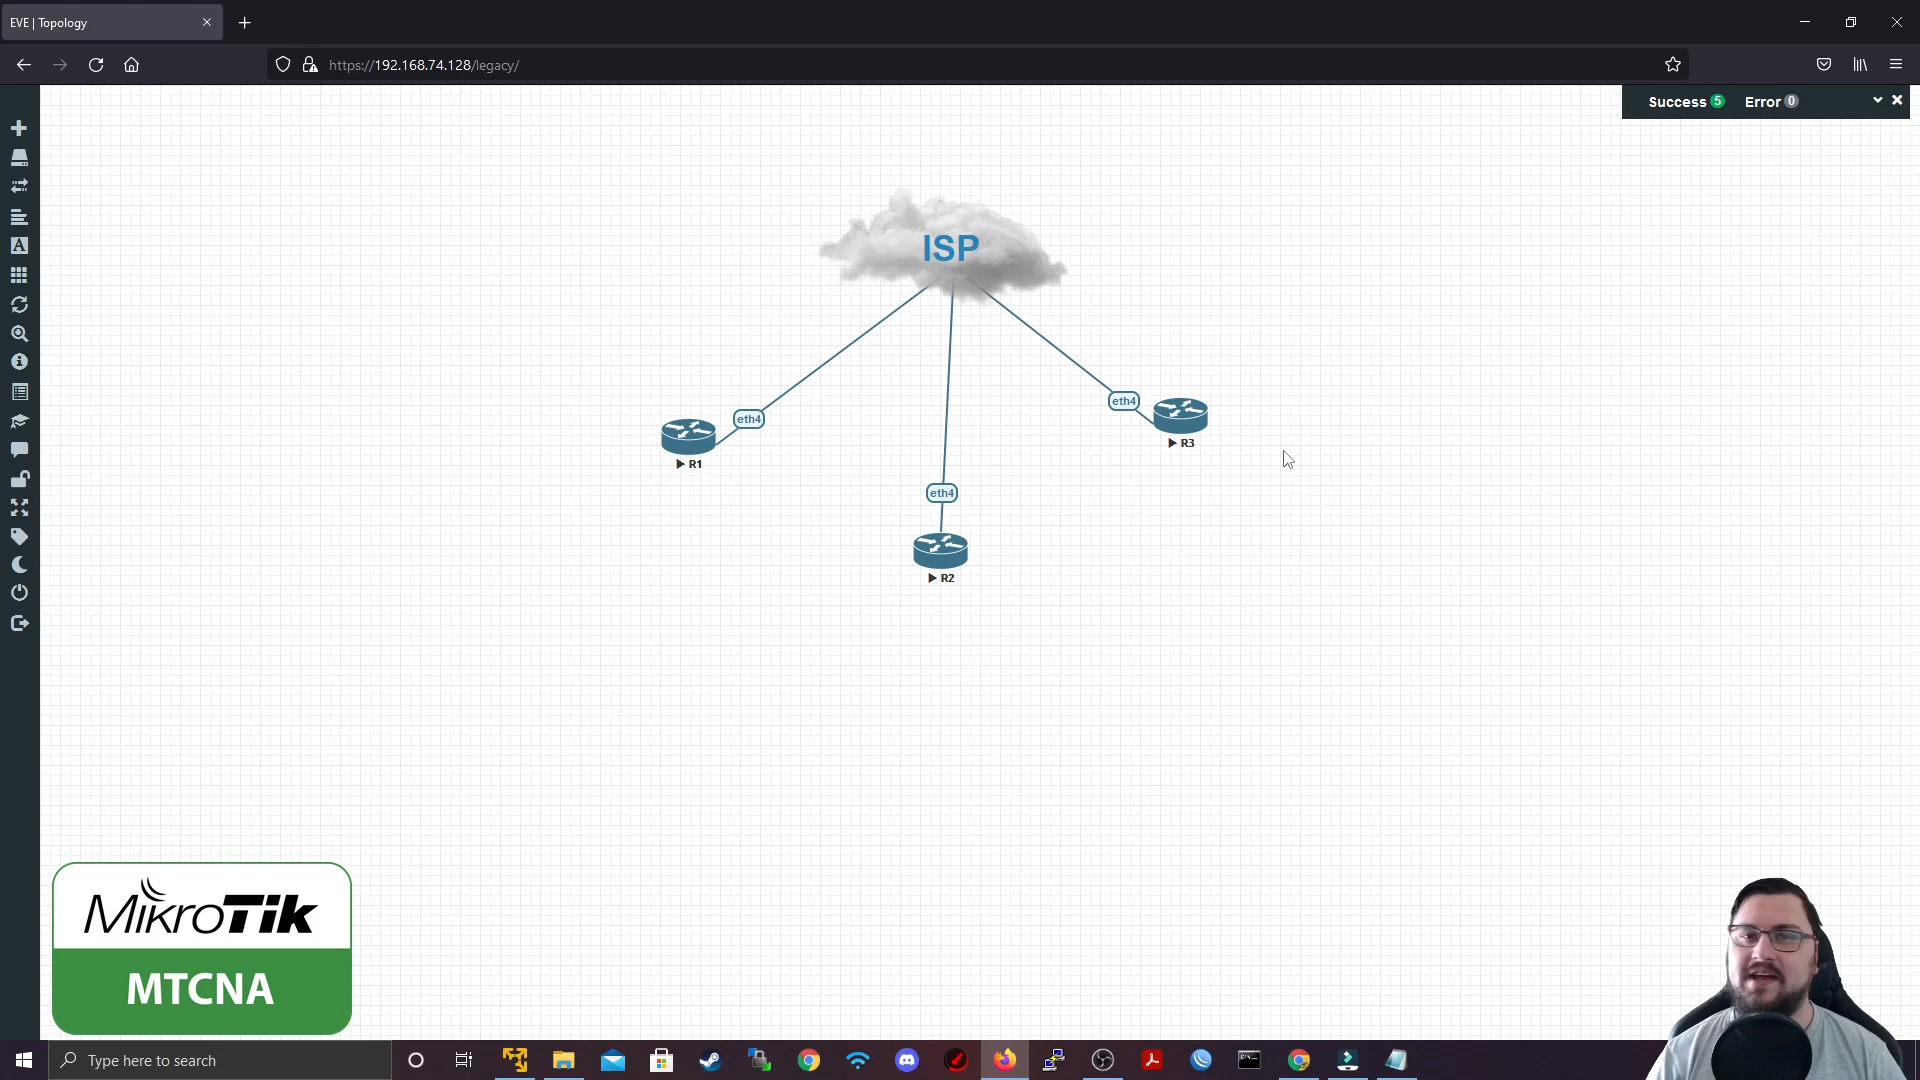 EVE | Topology
https://192.168.74.128/legacy/
Success 5 Error 0
ISP
eth4
eth4
R3
R1
eth4
R2
MikroTik
MTCNA
Type here to search